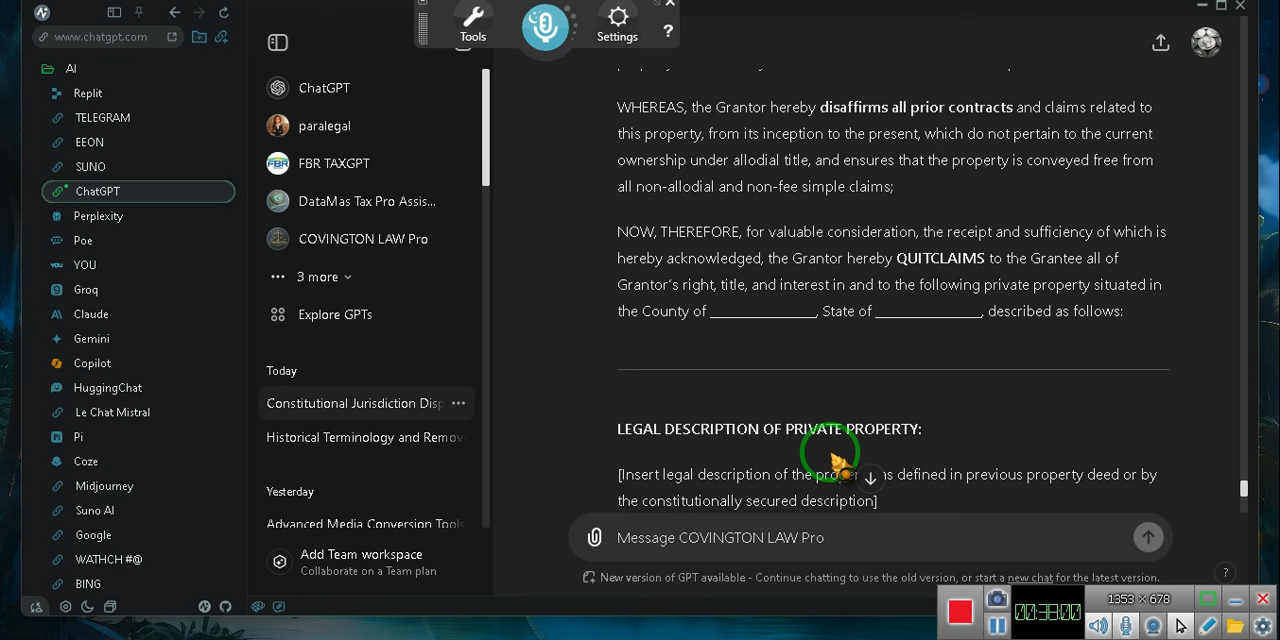 Tools
Settings
?
www.chatgpt.com
AI
Replit
TELEGRAM
EEON
SUNO
ChatGPT
Perplexity
Poe
YOU
Groq
Claude
Gemini
Copilot
HuggingChat
Le Chat Mistral
Pi
Coze
Midjourney
Suno AI
Google
WATHCH #@
BING
ChatGPT
paralegal
FBR TAXGPT
DataMas Tax Pro Assis...
COVINGTON LAW Pro
3 more
Explore GPTs
Today
Constitutional Jurisdiction Disp
Historical Terminology and Remov
Yesterday
Advanced Media Conversion Tools
Add Team workspace
Collaborate on a Team plan
WHEREAS, the Grantor hereby disaffirms all prior contracts and claims related to
this property, from its inception to the present, which do not pertain to the current
ownership under allodial title, and ensures that the property is conveyed free from
all non-allodial and non-fee simple claims;
NOW, THEREFORE, for valuable consideration, the receipt and sufficiency of which is
hereby acknowledged, the Grantor hereby QUITCLAIMS to the Grantee all of
Grantor's right, title, and interest in and to the following private property situated in
the County of ______________, State of ______________, described as follows:
LEGAL DESCRIPTION OF PRIVATE PROPERTY:
[Insert legal description of the as defined in previous property deed or by
the constitutionally secured description]
Message COVINGTON LAW Pro
New version of GPT available - Continue chatting to use the old version, or start a new chat for the latest version.
?
1353 × 678
00:38:00